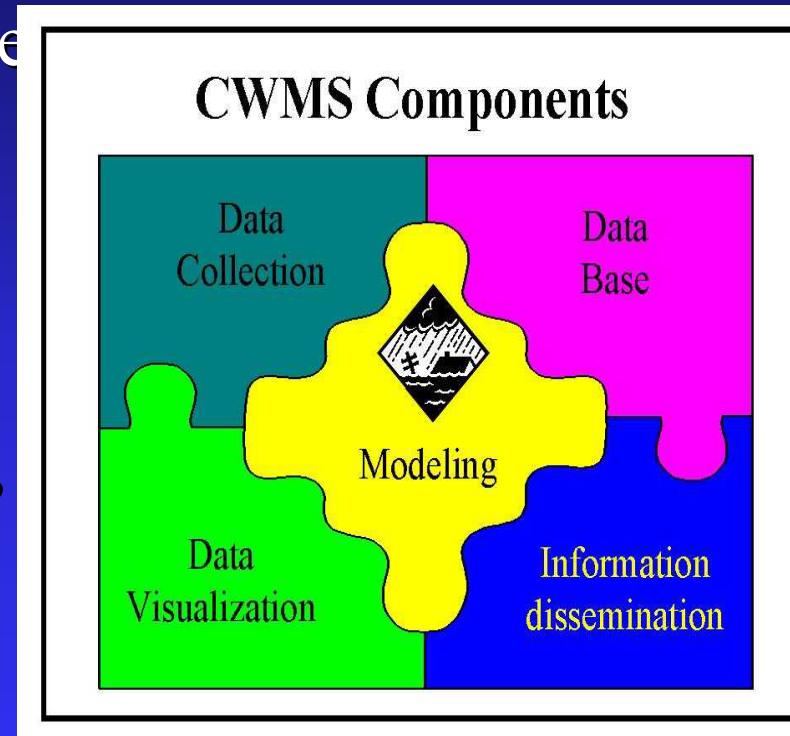 e
CWMS Components
Data
Collection
Data
Base
Modeling
Data
Visualization
Information
dissemination